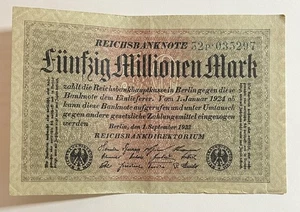 REICHSBANKNOTE
Fünfzig Millionen Mark
zahlt die Reichsbankhauptkasse in Berlin gegen diese
Banknote dem Einlieferer. Vom 1. Januar 1924 ab
kann diese Banknote aufgerufen und unter Umtausch
gegen andere gesetzliche Zahlungsmittel eingezogen
werden
Berlin, den 1. September 1923
REICHSBANKDIREKTORIUM